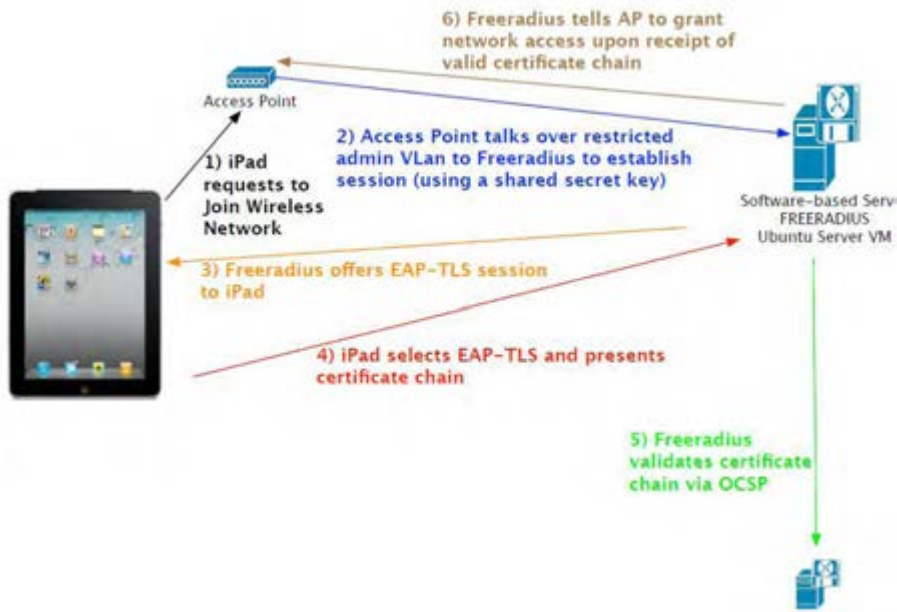 6) Freeradius tells AP to grant
network access upon receipt of
valid certificate chain
Access Point
2) Access Point talks over restricted
admin VLan to Freeradius to establish
session (using a shared secret key)
1) iPad
requests to
Join Wireless
Network
Software-based Serv
FREERADIUS
Ubuntu Server VM
3) Freeradius offers EAP-TLS session
to iPad
4) iPad selects EAP-TLS and presents
certificate chain
5) Freeradius
validates certificate
chain via OCSP